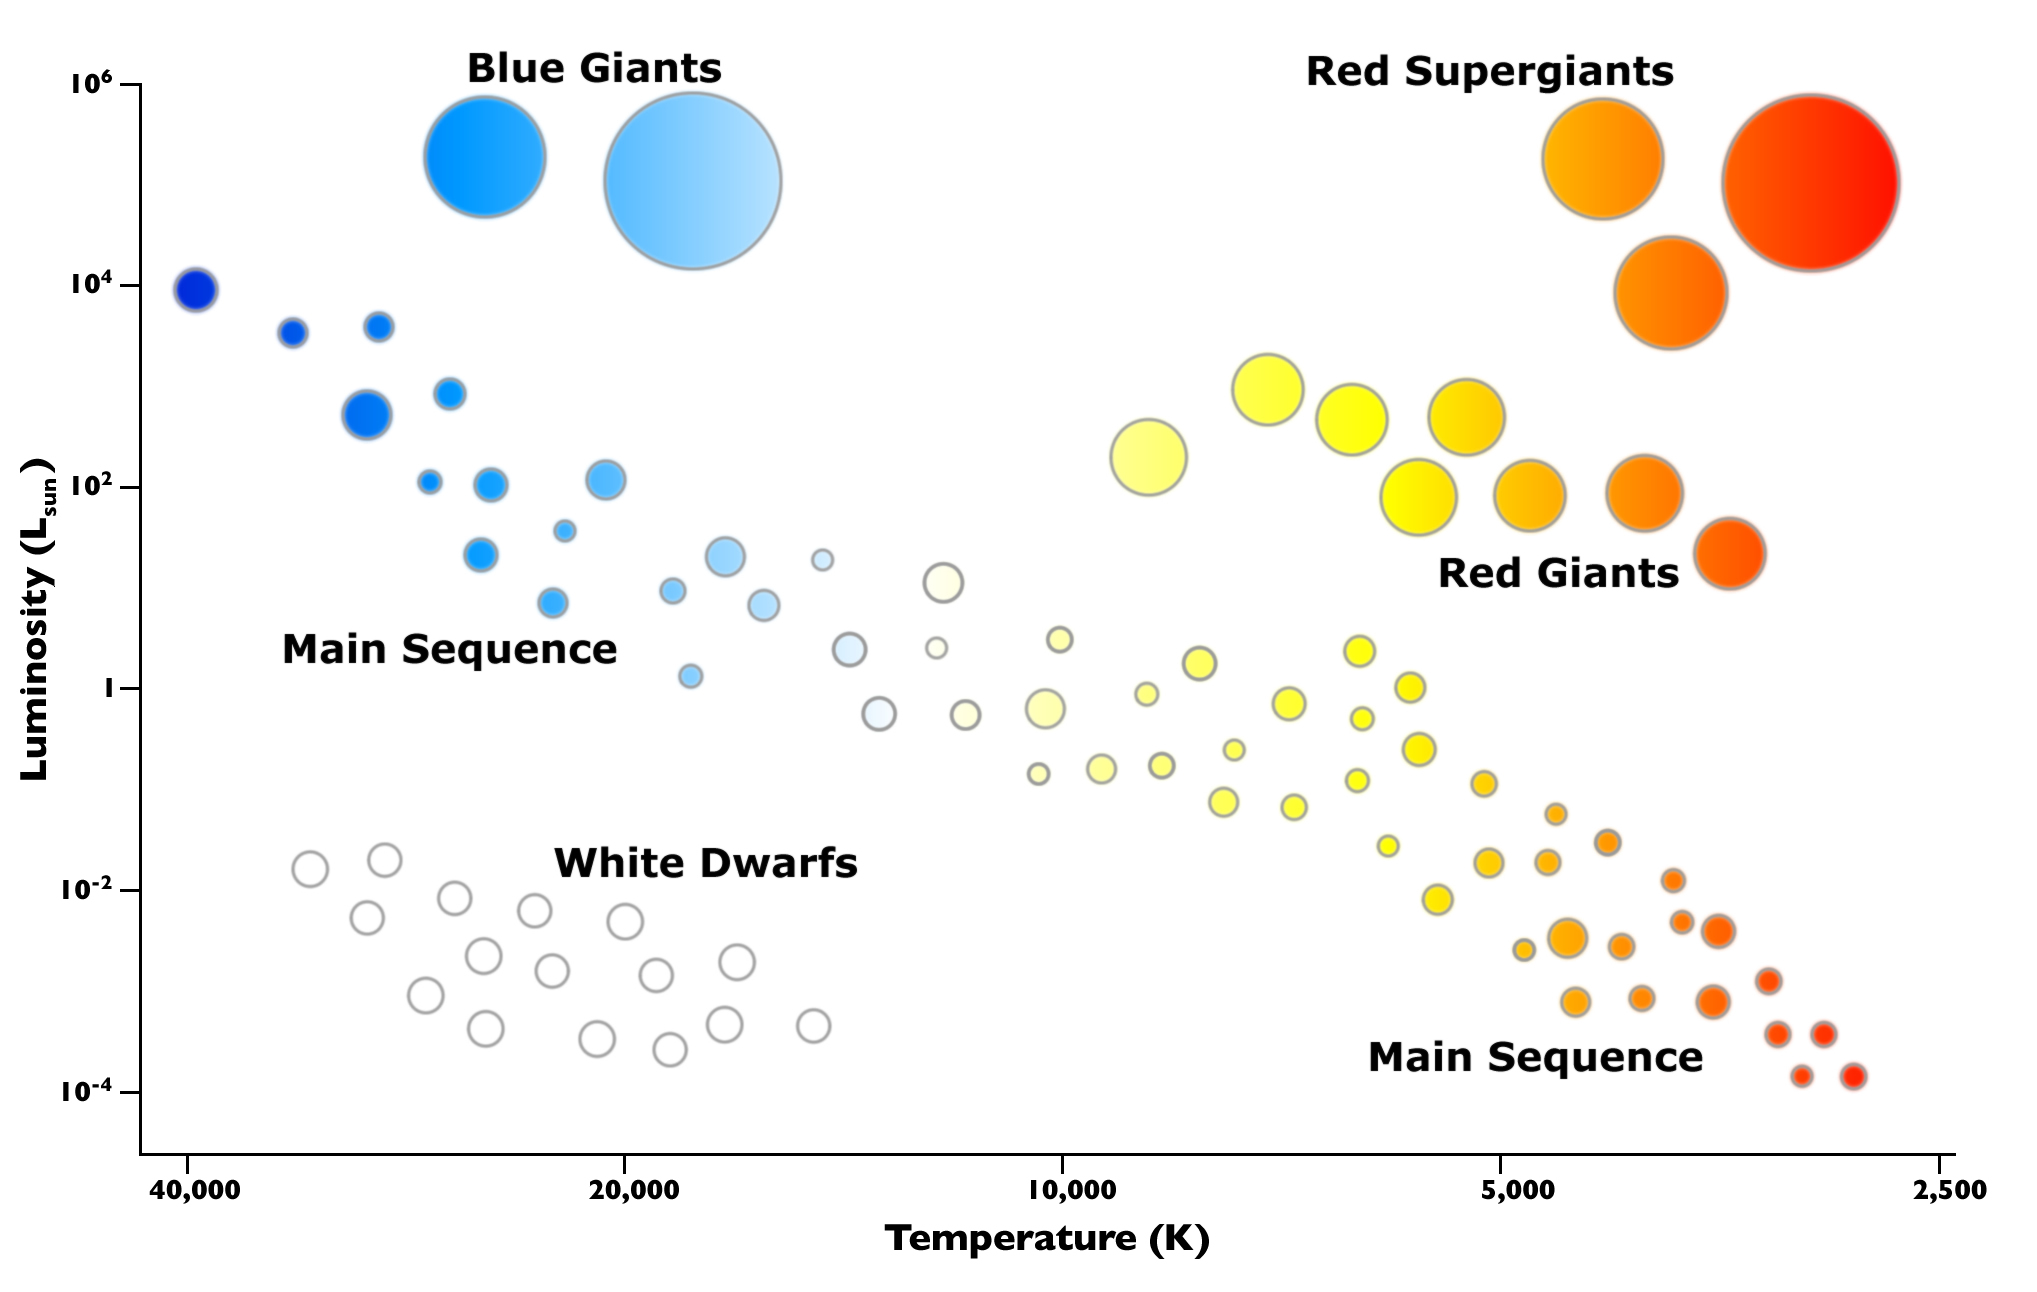 Blue Giants
Red Supergiants
10⁶
10⁴
10²
Luminosity (Lsun)
Red Giants
Main Sequence
1
White Dwarfs
10⁻²
Main Sequence
10⁻⁴
40,000
20,000
10,000
5,000
2,500
Temperature (K)